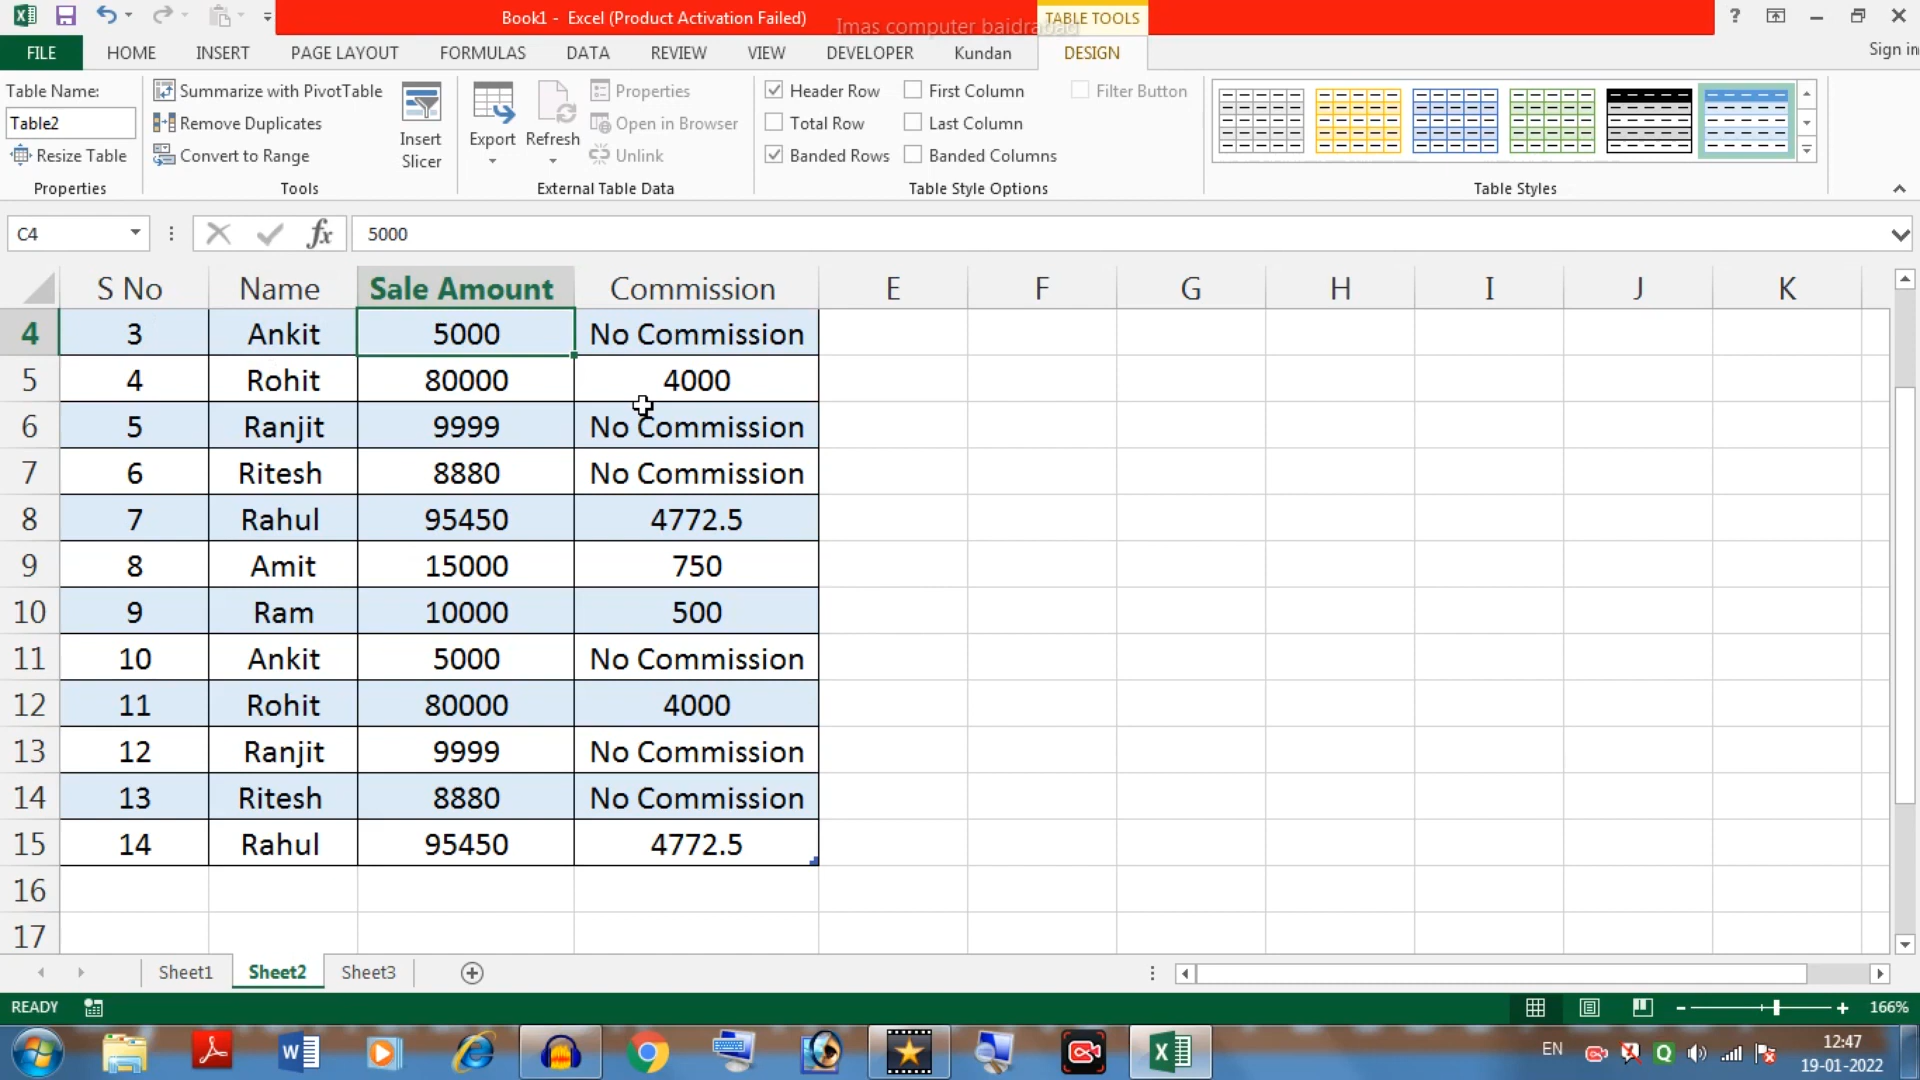 Book1 - Excel (Product Activation Failed)
Imas computer baidrabad
TABLE TOOLS
FILE HOME INSERT PAGE LAYOUT FORMULAS DATA REVIEW VIEW DEVELOPER Kundan DESIGN Sign in
Table Name:
Table2
Resize Table
Properties
Summarize with PivotTable
Remove Duplicates
Convert to Range
Tools
Insert
Slicer
Export
Refresh
Properties
Open in Browser
Unlink
External Table Data
Header Row
Total Row
Banded Rows
First Column
Last Column
Banded Columns
Filter Button
Table Style Options
Table Styles
C4 fx 5000
S No Name Sale Amount Commission E F G H I J K
4 3 Ankit 5000 No Commission
5 4 Rohit 80000 4000
6 5 Ranjit 9999 No Commission
7 6 Ritesh 8880 No Commission
8 7 Rahul 95450 4772.5
9 8 Amit 15000 750
10 9 Ram 10000 500
11 10 Ankit 5000 No Commission
12 11 Rohit 80000 4000
13 12 Ranjit 9999 No Commission
14 13 Ritesh 8880 No Commission
15 14 Rahul 95450 4772.5
16
17
Sheet1 Sheet2 Sheet3
READY 166%
EN 12:47
19-01-2022